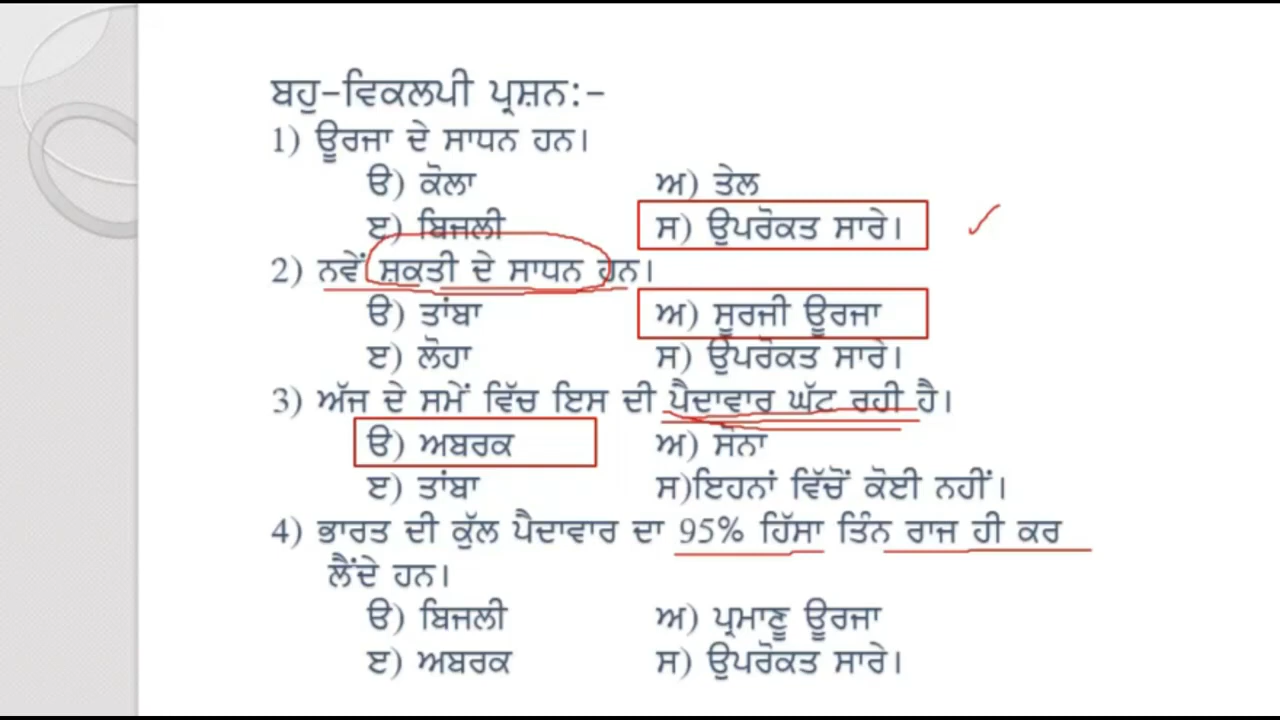 ਬਹੁ-ਵਿਕਲਪੀ ਪ੍ਰਸ਼ਨ:-
1) ਊਰਜਾ ਦੇ ਸਾਧਨ ਹਨ।
ੳ) ਕੋਲਾ ਅ) ਤੇਲ
ੲ) ਬਿਜਲੀ ਸ) ਉਪਰੋਕਤ ਸਾਰੇ।
2) ਨਵੇਂ ਸ਼ਕਤੀ ਦੇ ਸਾਧਨ ਹਨ।
ੳ) ਤਾਂਬਾ ਅ) ਸੂਰਜੀ ਊਰਜਾ
ੲ) ਲੋਹਾ ਸ) ਉਪਰੋਕਤ ਸਾਰੇ।
3) ਅੱਜ ਦੇ ਸਮੇਂ ਵਿੱਚ ਇਸ ਦੀ ਪੈਦਾਵਾਰ ਘੱਟ ਰਹੀ ਹੈ।
ੳ) ਅਬਰਕ ਅ) ਸੋਨਾ
ੲ) ਤਾਂਬਾ ਸ)ਇਹਨਾਂ ਵਿੱਚੋਂ ਕੋਈ ਨਹੀਂ।
4) ਭਾਰਤ ਦੀ ਕੁੱਲ ਪੈਦਾਵਾਰ ਦਾ 95% ਹਿੱਸਾ ਤਿੰਨ ਰਾਜ ਹੀ ਕਰ
ਲੈਂਦੇ ਹਨ।
ੳ) ਬਿਜਲੀ ਅ) ਪ੍ਰਮਾਣੂ ਊਰਜਾ
ੲ) ਅਬਰਕ ਸ) ਉਪਰੋਕਤ ਸਾਰੇ।